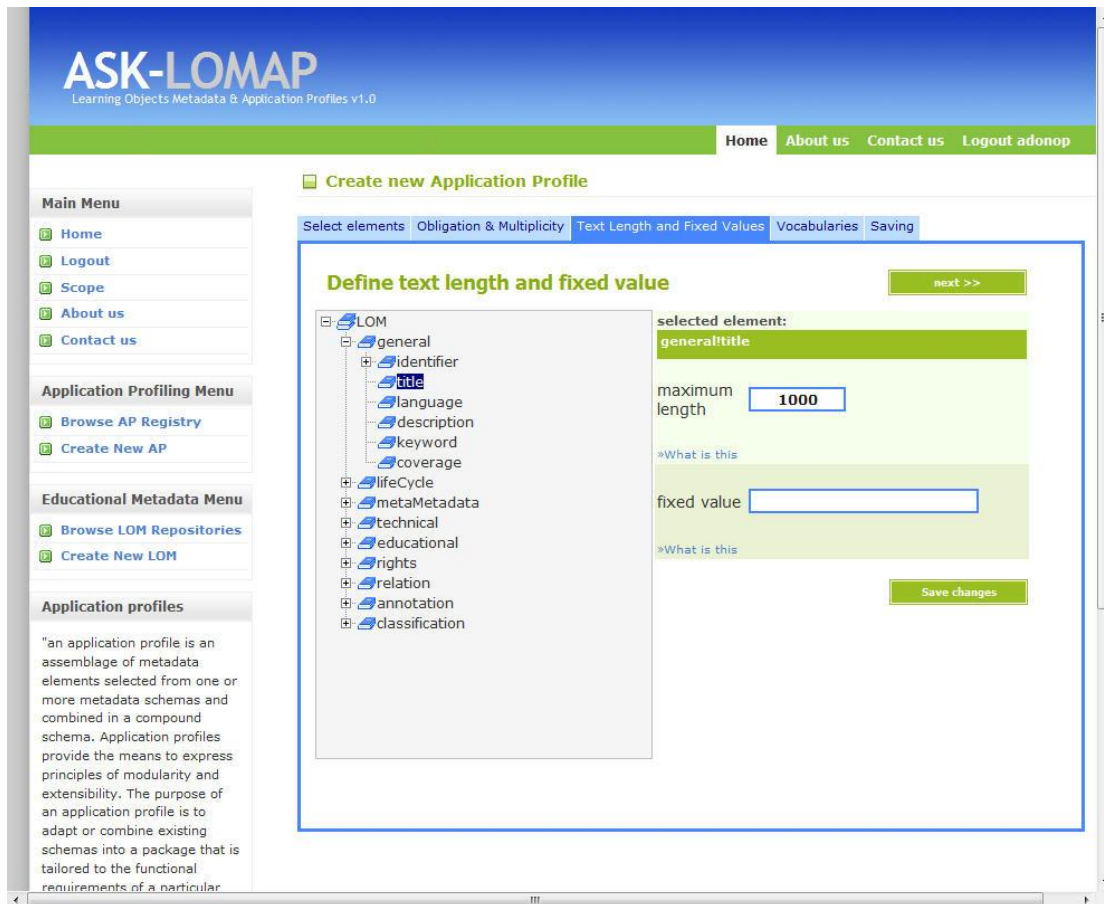 ASK-LOMAP
Learning Objects Metadata & Application Profiles v1.0
Home About us Contact us Logout adonop
Main Menu
Home
Logout
Scope
About us
Contact us
Application Profiling Menu
Browse AP Registry
Create New AP
Educational Metadata Menu
Browse LOM Repositories
Create New LOM
Application profiles
"an application profile is an
assemblage of metadata
elements selected from one or
more metadata schemas and
combined in a compound
schema. Application profiles
provide the means to express
principles of modularity and
extensibility. The purpose of
an application profile is to
adapt or combine existing
schemas into a package that is
tailored to the functional
requirements of a particular
Create new Application Profile
Select elements Obligation & Multiplicity Text Length and Fixed Values Vocabularies Saving
Define text length and fixed value
next >>
LOM
general
identifier
title
language
description
keyword
coverage
lifeCycle
metaMetadata
technical
educational
rights
relation
annotation
classification
selected element:
general!title
maximum
length
1000
»What is this
fixed value
»What is this
Save changes